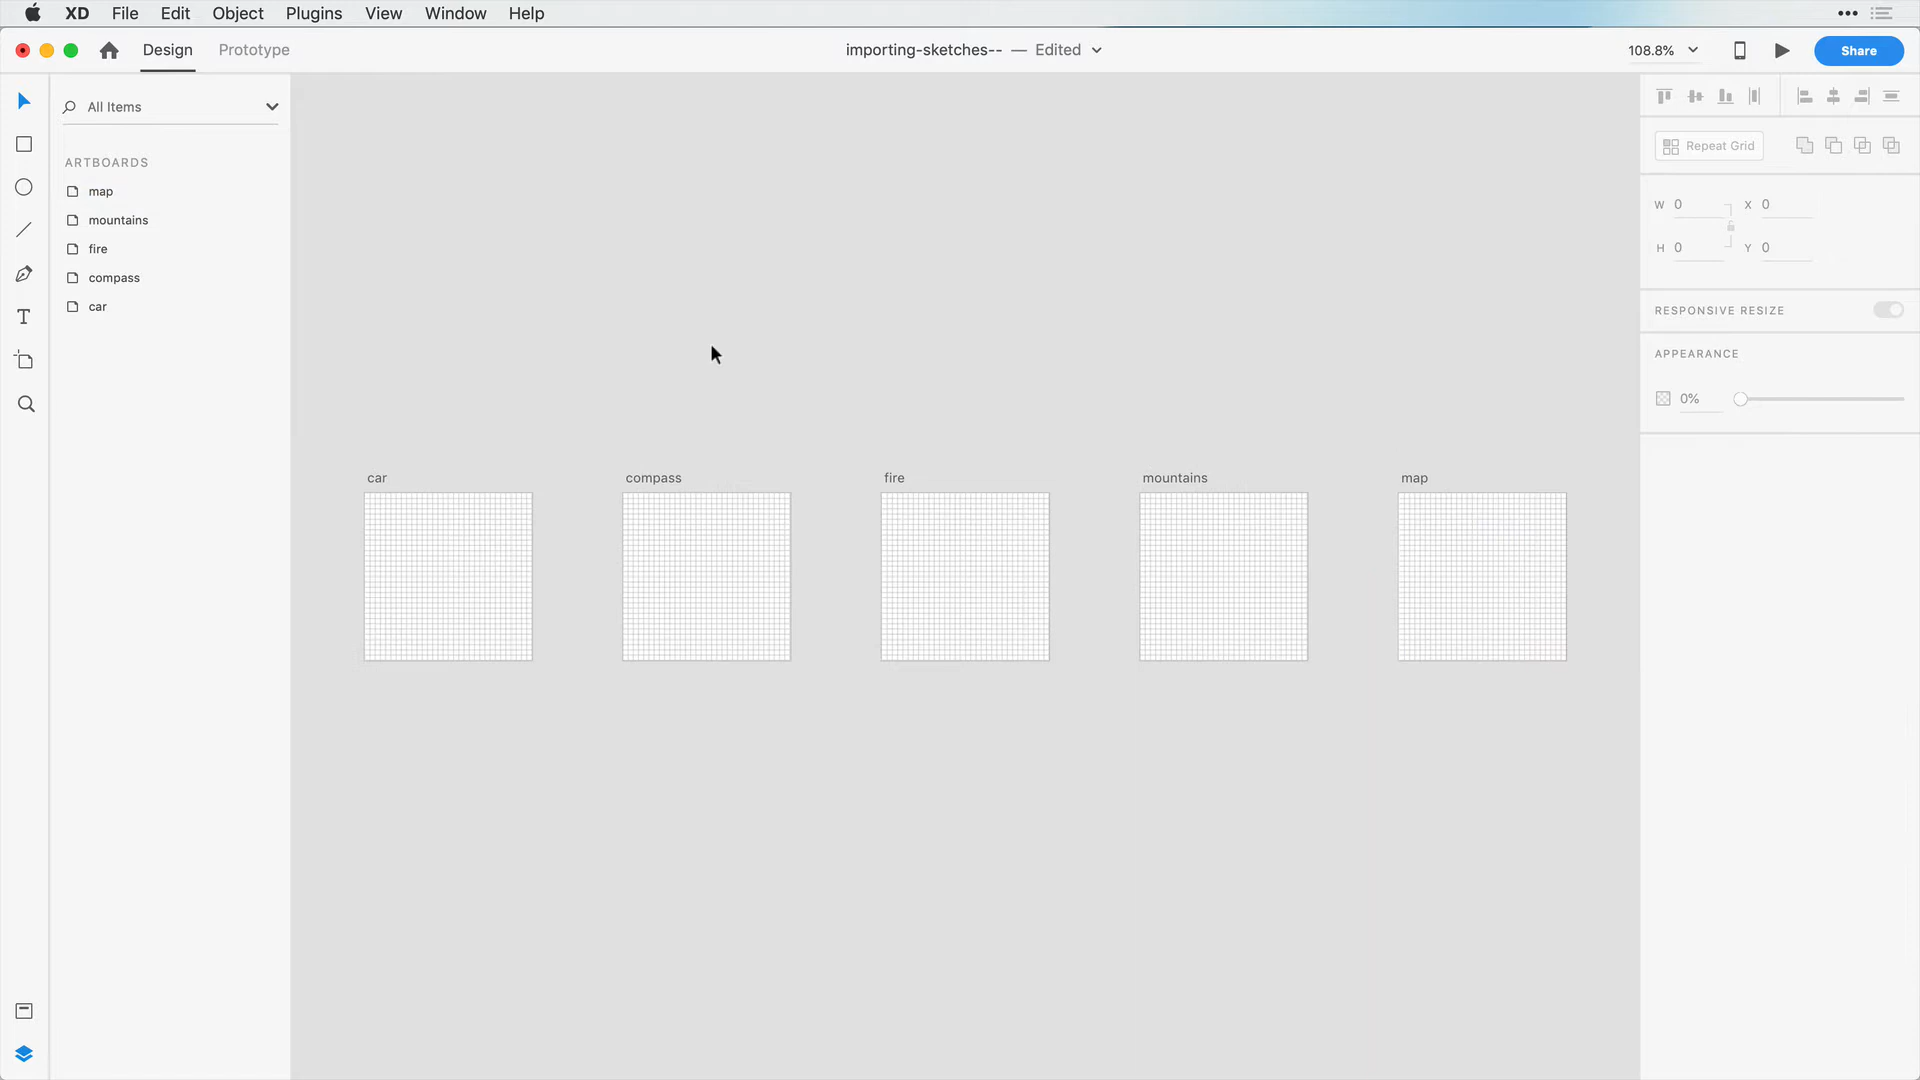 XD File Edit Object Plugins View Window Help
Design Prototype importing-sketches-- — Edited 108.8% Share
All Items
ARTBOARDS
map
mountains
fire
compass
car
car compass fire mountains map
Repeat Grid
W 0 X 0
H 0 Y 0
RESPONSIVE RESIZE
APPEARANCE
0%